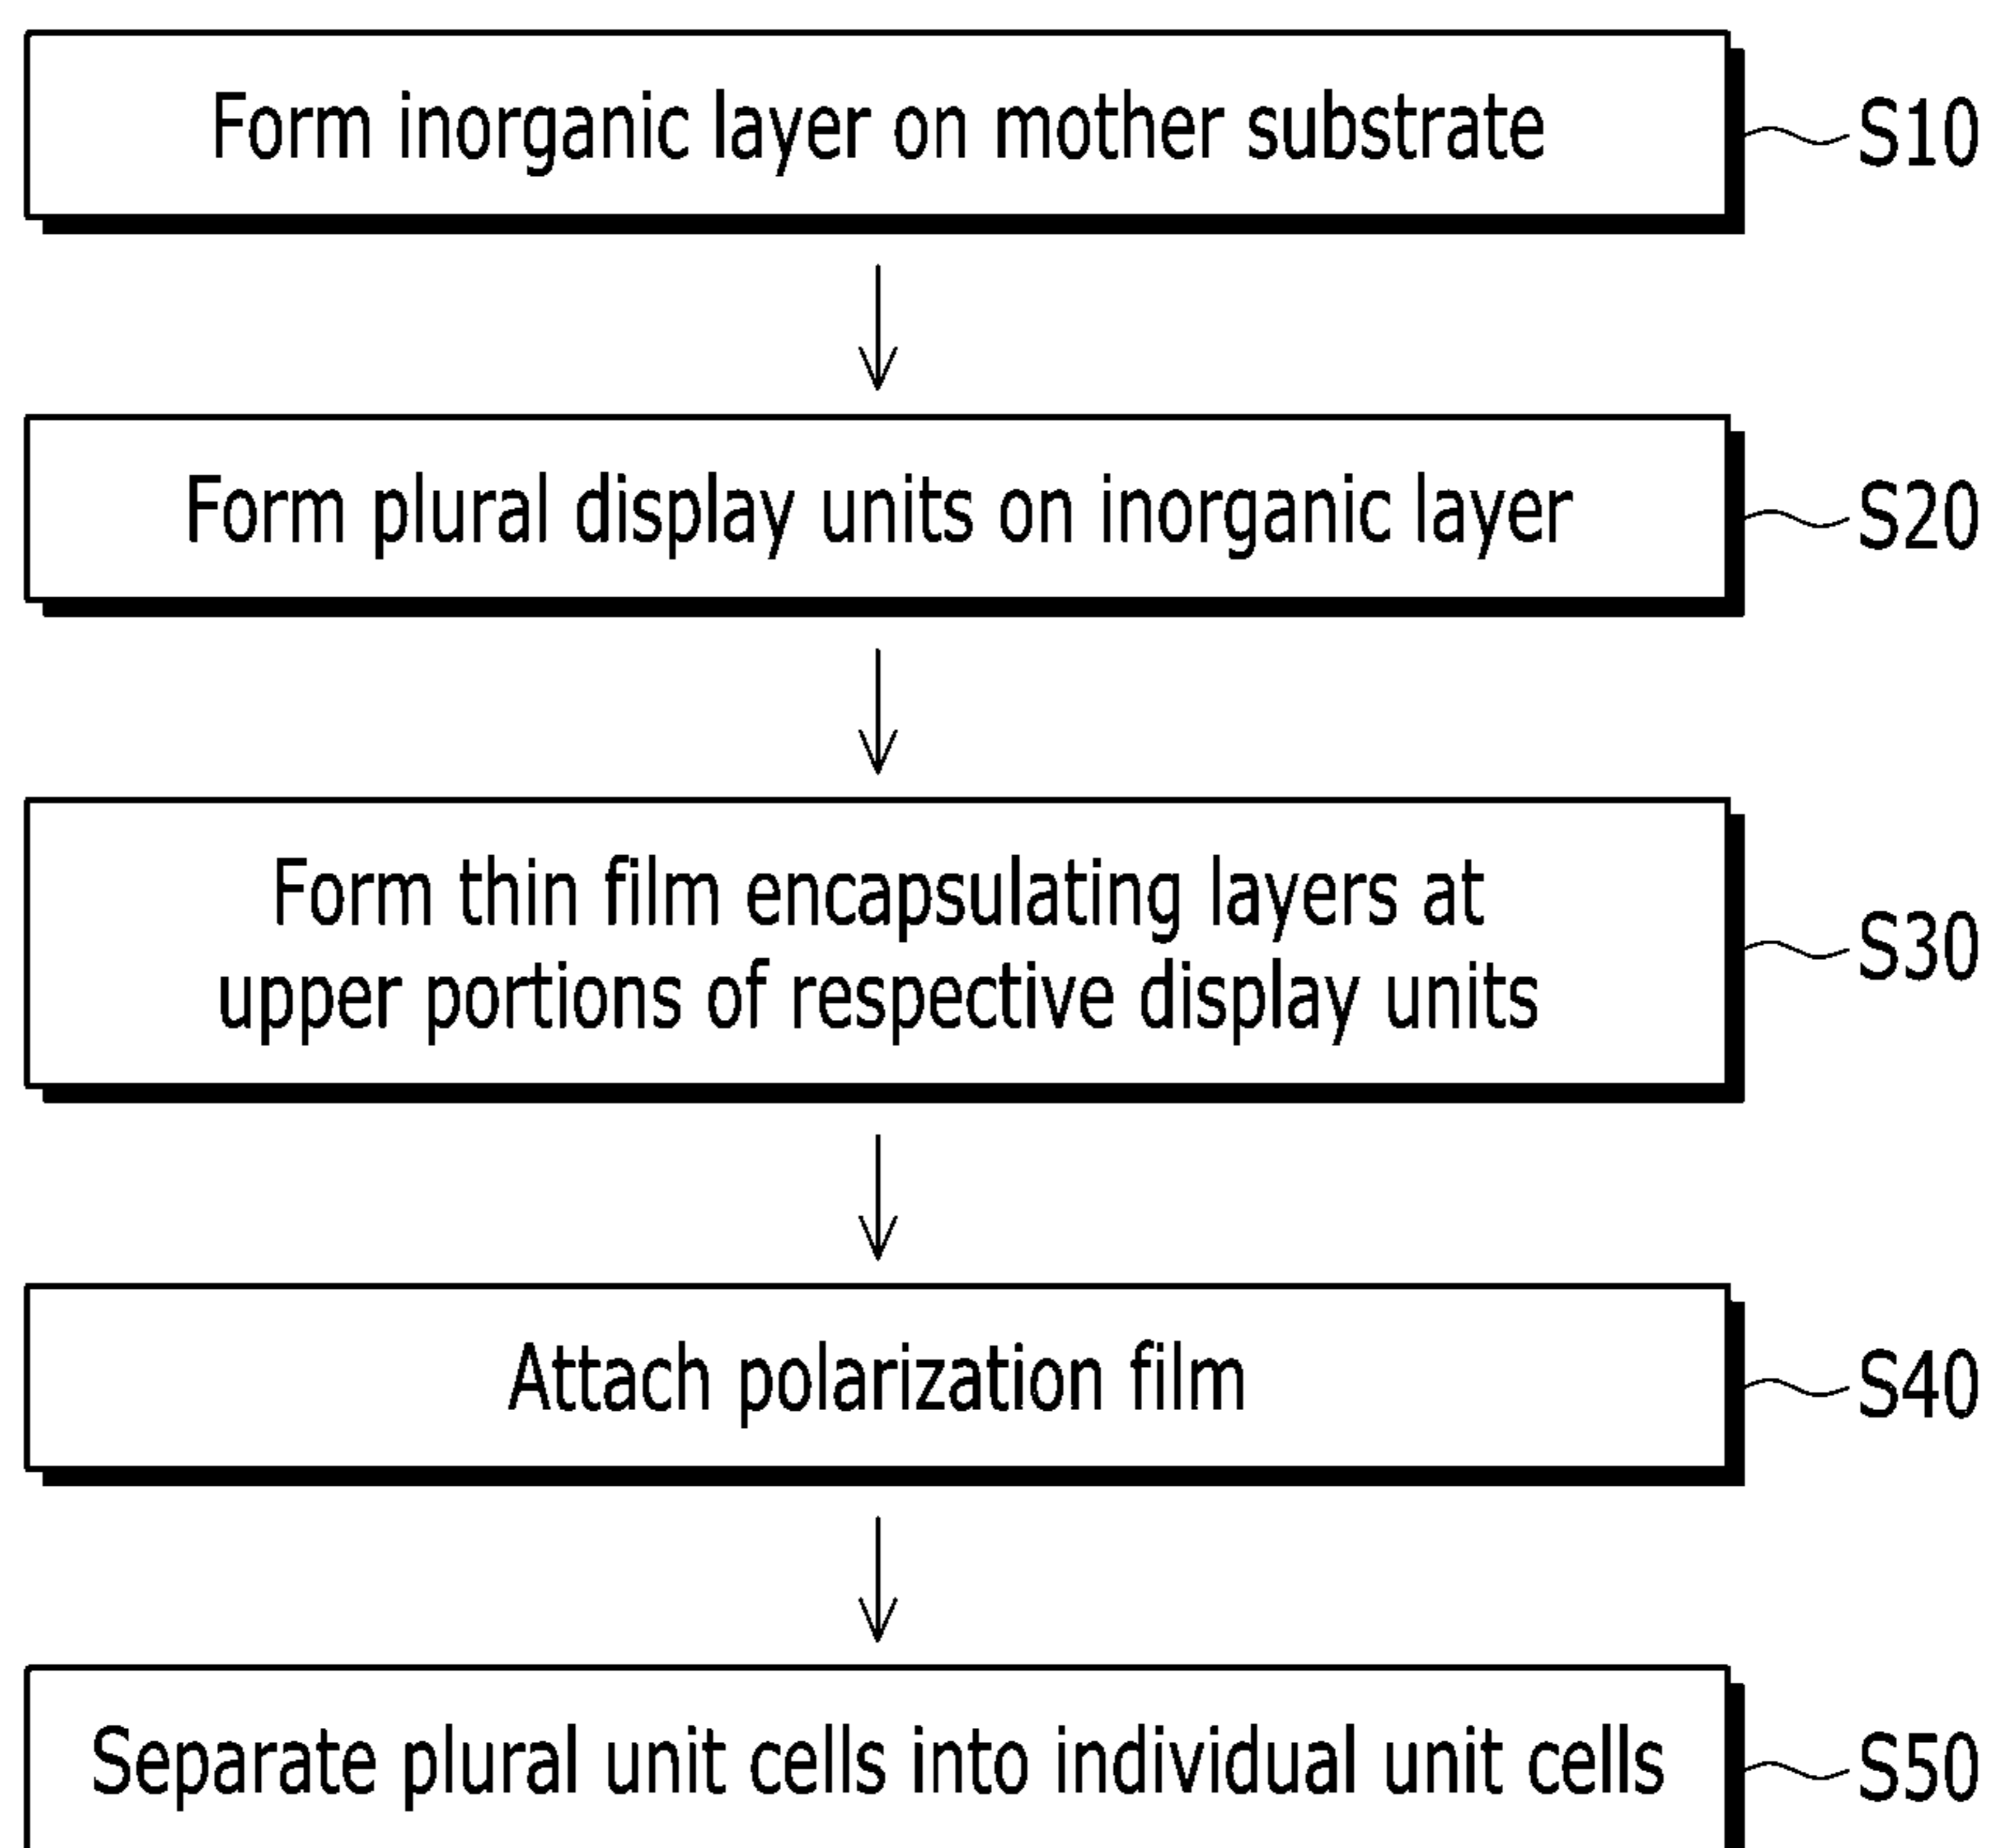 Form inorganic layer on mother substrate
S10
Form plural display units on inorganic layer
S20
Form thin film encapsulating layers at
upper portions of respective display units
S30
Attach polarization film
S40
Separate plural unit cells into individual unit cells
S50